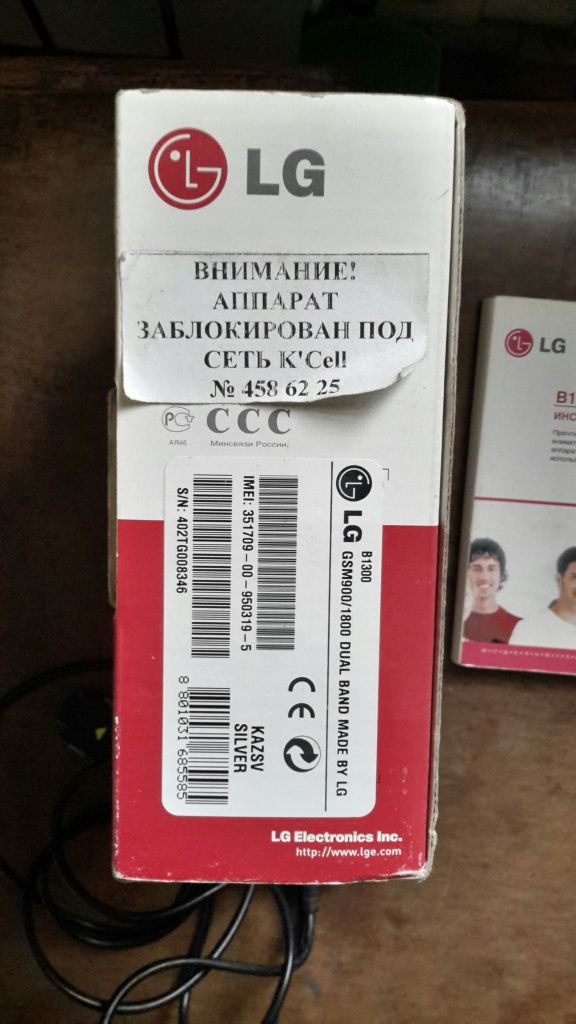 LG
ВНИМАНИЕ!
АППАРАТ
ЗАБЛОКИРОВАН ПОД
СЕТЬ K'Cell
№ 458 62 25
РСТ CCC
АЯ46 Минсвязи России
LG B1300
GSM900/1800 DUAL BAND MADE BY LG
IMEI: 351709-00-950319-5
S/N: 402TG008346
CE
KAZSV
SILVER
8 801031 685585
LG Electronics Inc.
http://www.lge.com
LG